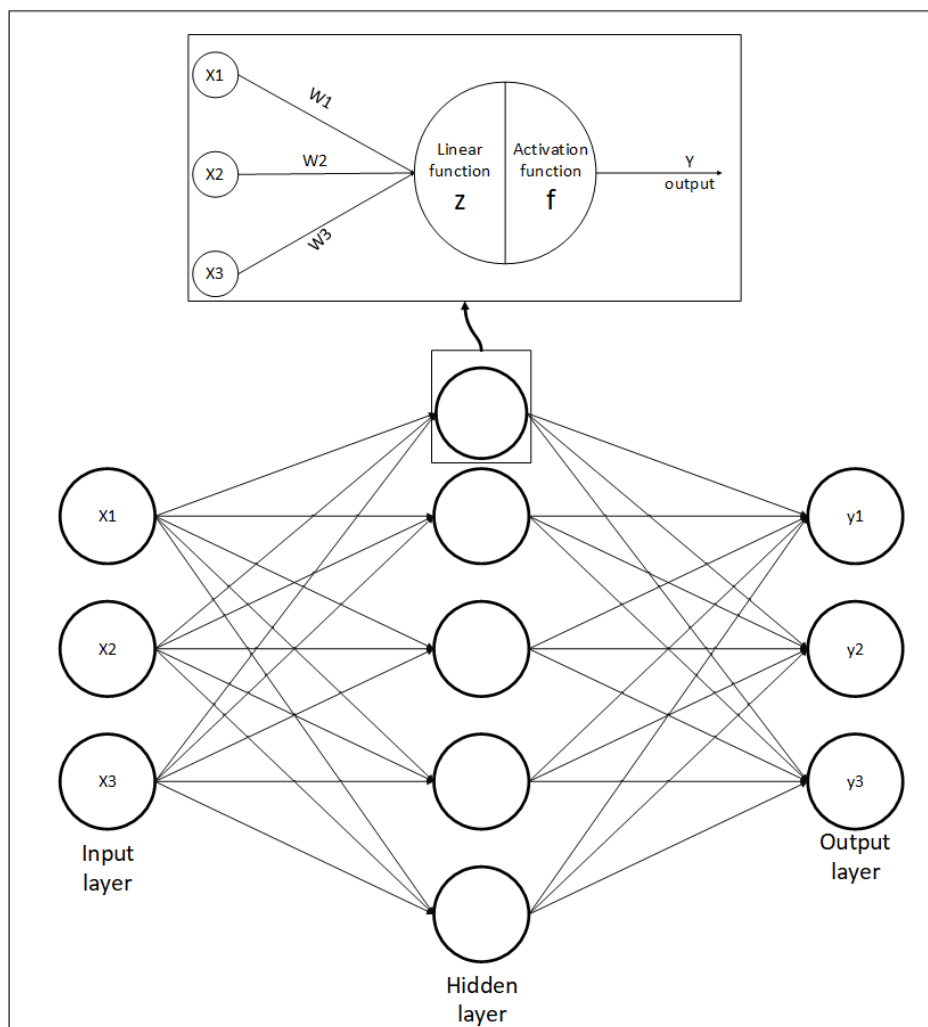 X1
W1
X2
W2
X3
W3
Linear
function
z
Activation
function
f
Y
output
X1
X2
X3
Input
layer
Hidden
layer
y1
y2
y3
Output
layer